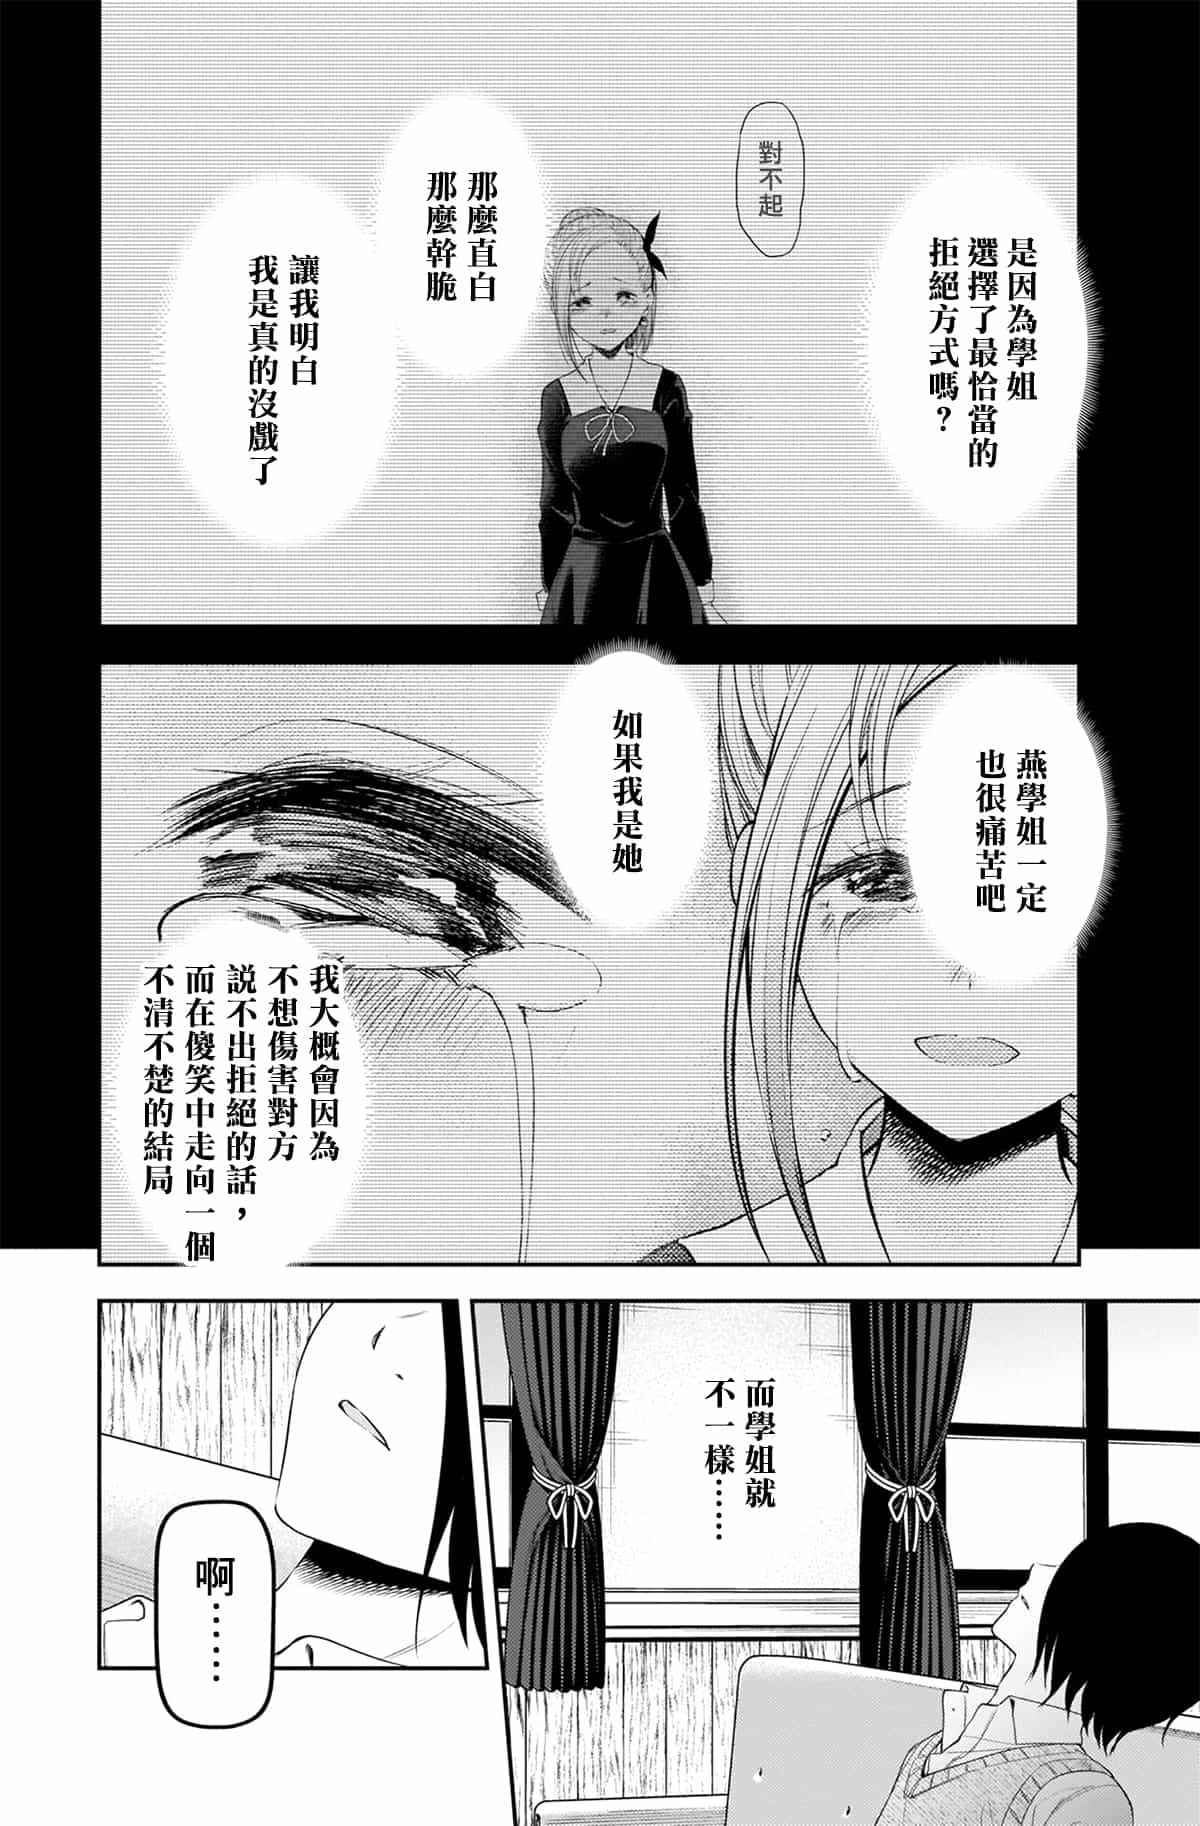 是因為學姐
選擇了最恰當的
拒絕方式嗎？
對不起
那麼直白
那麼幹脆
讓我明白
我是真的沒戲了
燕學姐一定
也很痛苦吧
如果我是她
我大概會因為
不想傷害對方
説不出拒絕的話，
而在傻笑中走向一個
不清不楚的結局
而學姐就
不一樣……
啊……